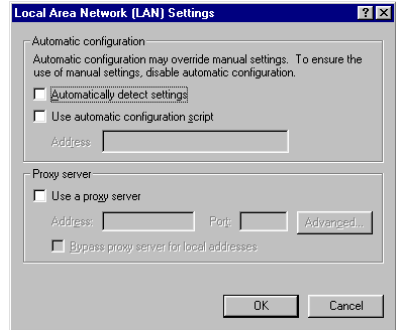 Local Area Network (LAN) Settings
Automatic configuration
Automatic configuration may override manual settings. To ensure the
use of manual settings, disable automatic configuration.
Automatically detect settings
Use automatic configuration script
Address
Proxy server
Use a proxy server
Address: Port: Advanced...
Bypass proxy server for local addresses
OK Cancel